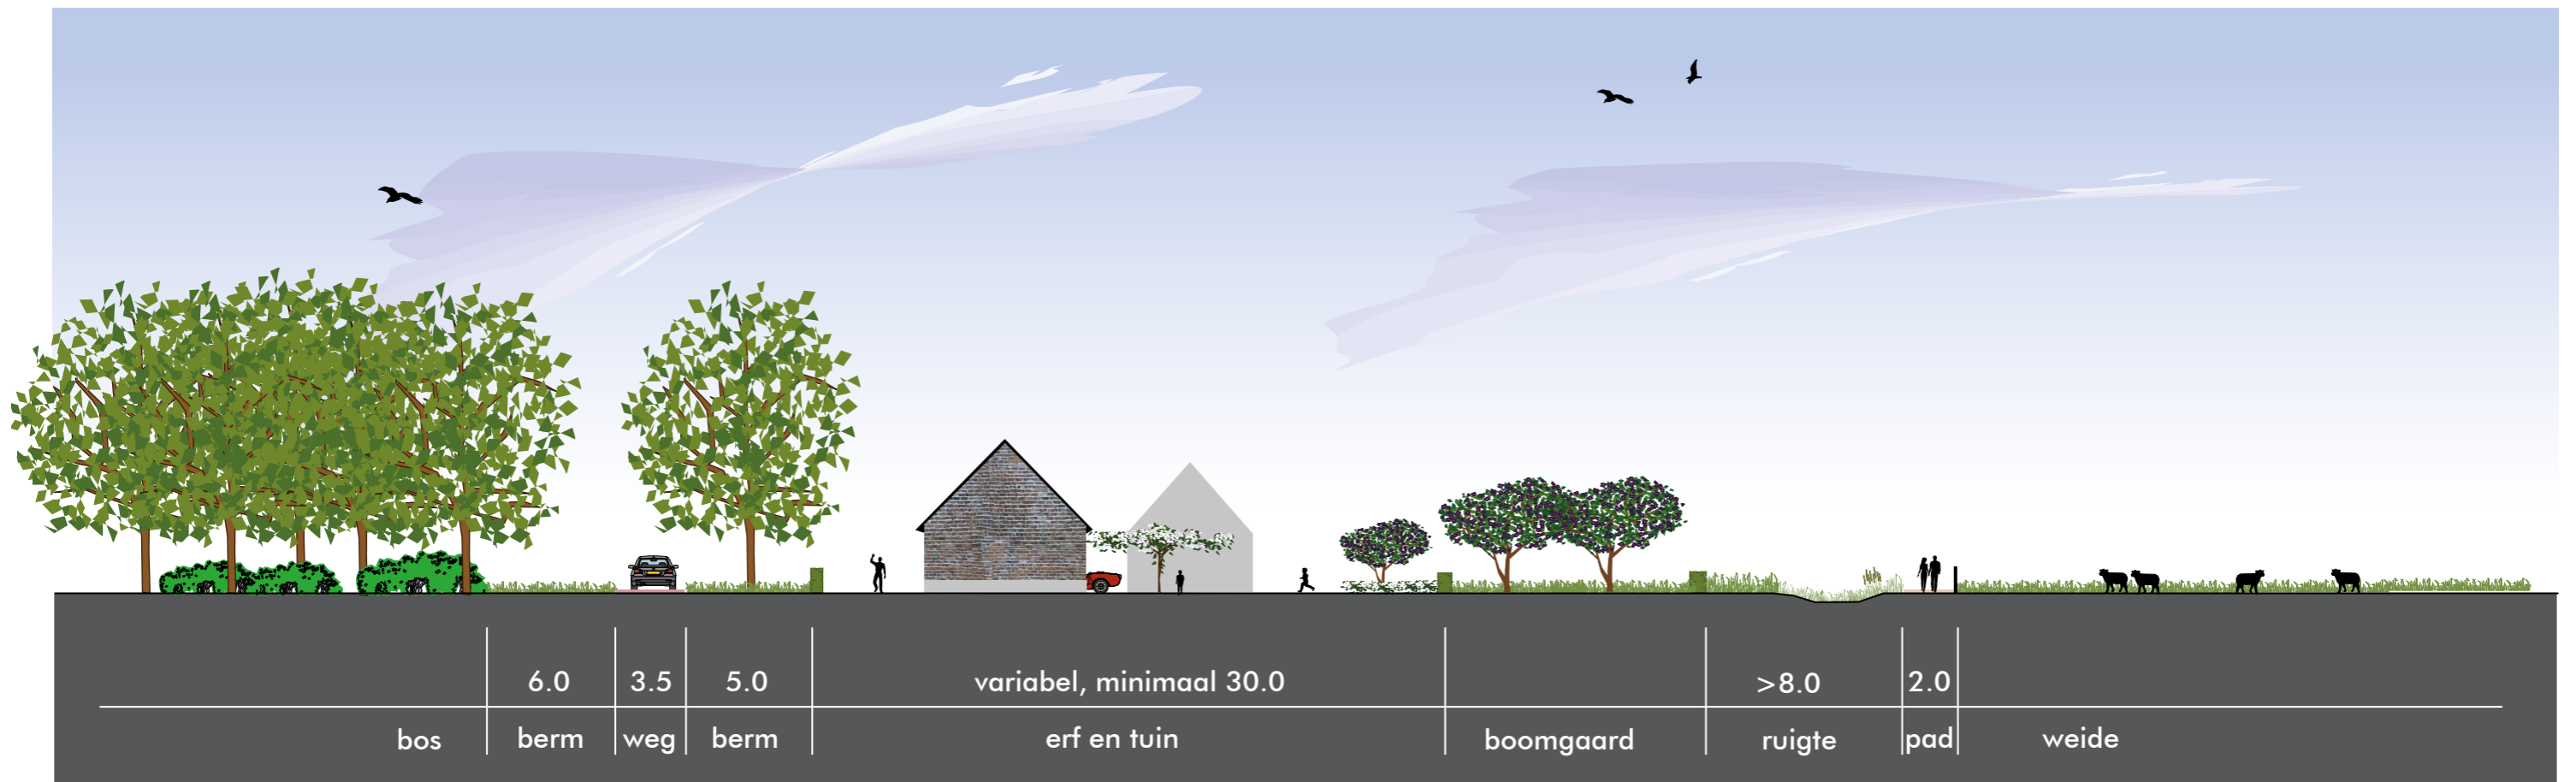 6.0 3.5 5.0 variabel, minimaal 30.0 >8.0 2.0
bos berm weg berm erf en tuin boomgaard ruigte pad weide